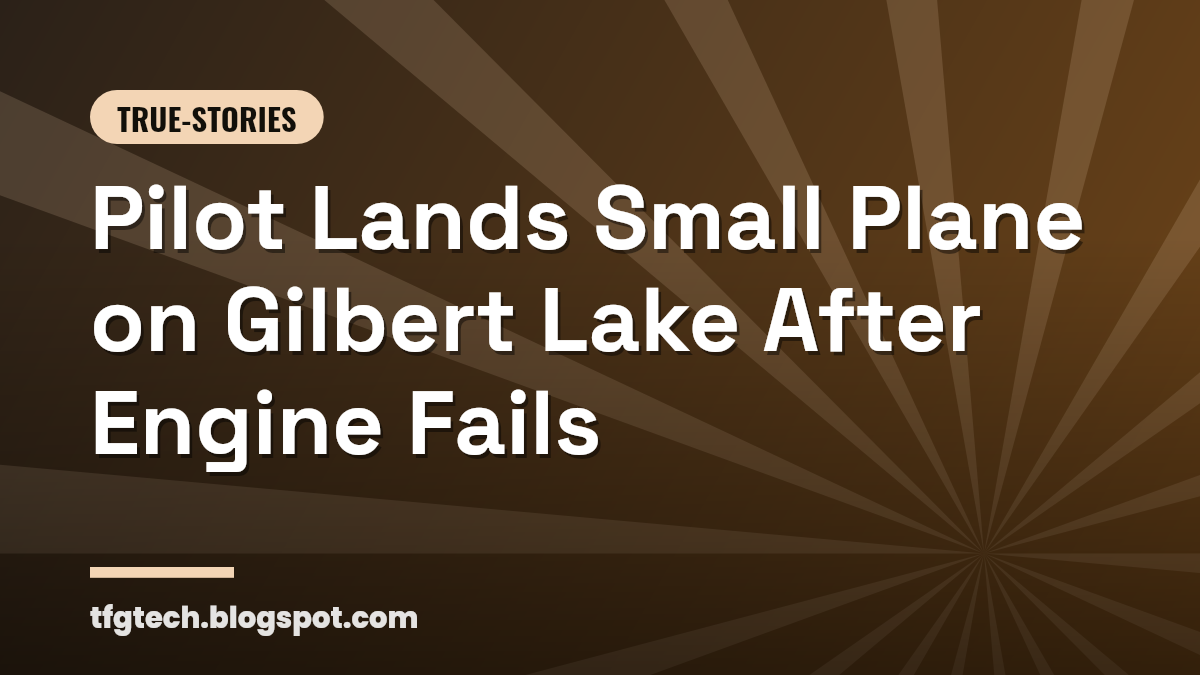 TRUE-STORIES
Pilot Lands Small Plane
on Gilbert Lake After
Engine Fails
tfgtech.blogspot.com